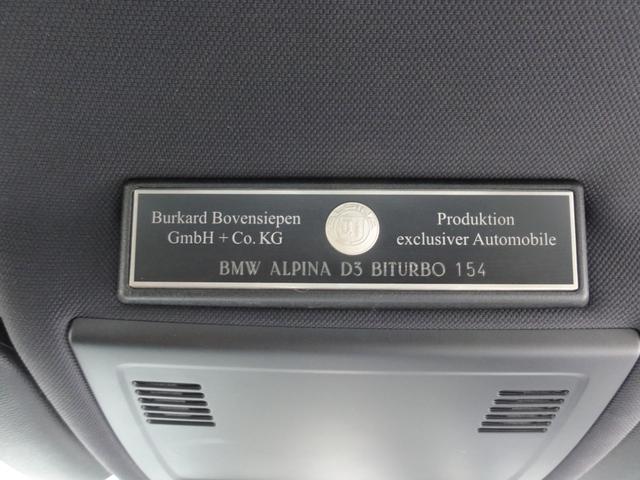 Burkard Bovensiepen
GmbH + Co. KG
Produktion
exclusiver Automobile
BMW ALPINA D3 BITURBO 154